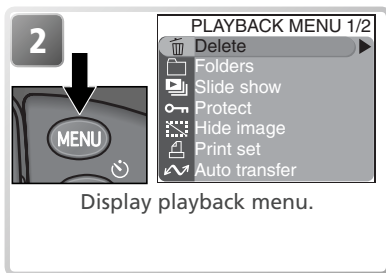 2
PLAYBACK MENU 1/2
Delete
Folders
Slide show
Protect
Hide image
Print set
Auto transfer
MENU
Display playback menu.